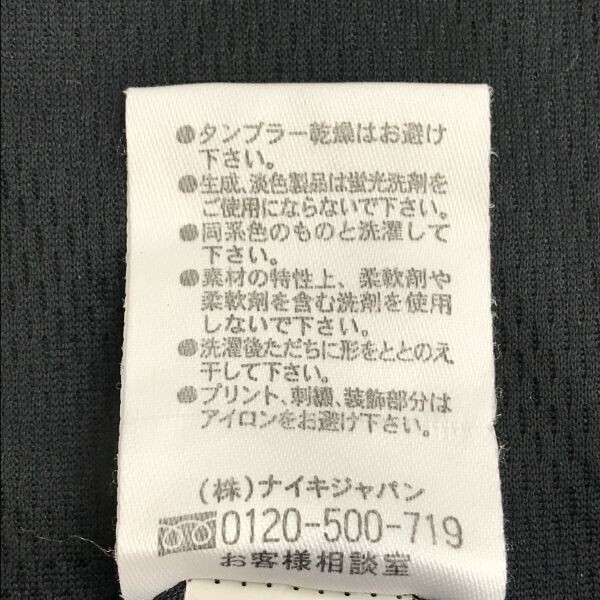 ●タンブラー乾燥はお避け
下さい。
●生成、淡色製品は蛍光洗剤を
ご使用にならないで下さい。
●同系色のものと洗濯して
下さい。
●素材の特性上、柔軟剤や
柔軟剤を含む洗剤を使用
しないで下さい。
●洗濯後ただちに形をととのえ
干して下さい。
●プリント、刺繍、装飾部分は
アイロンをお避け下さい。
(株)ナイキジャパン
0120-500-719
お客様相談室